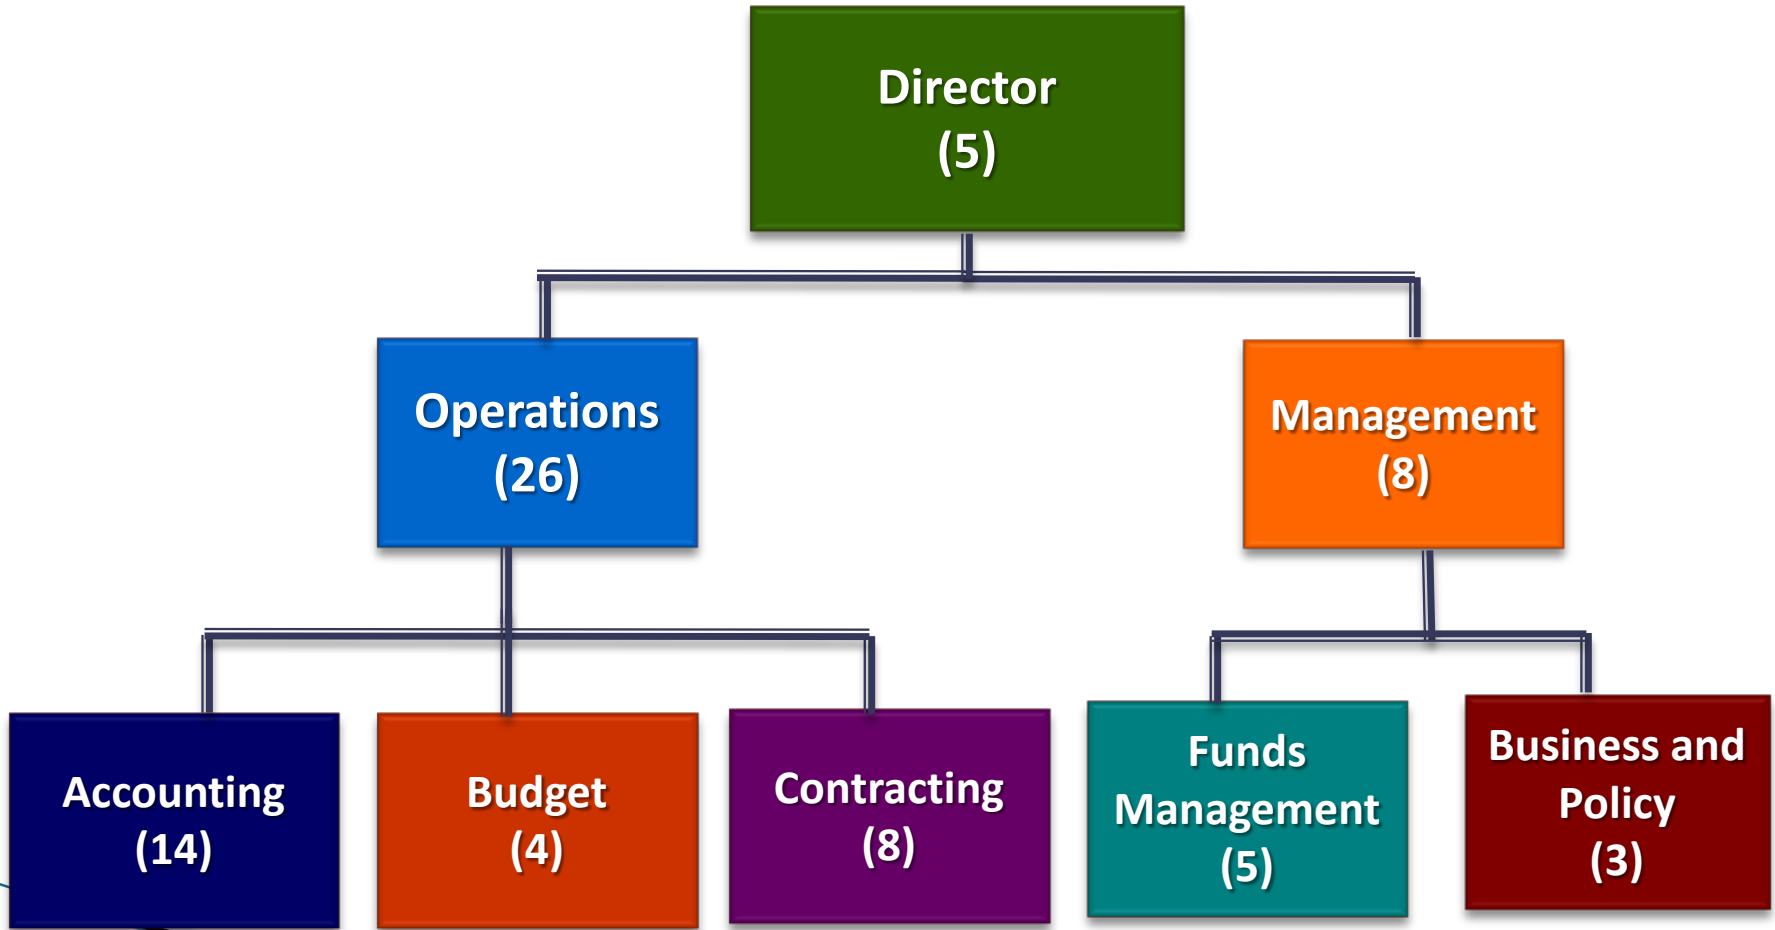 Director
(5)
Operations
(26)
Management
(8)
Accounting
(14)
Budget
(4)
Contracting
(8)
Funds
Management
(5)
Business and
Policy
(3)